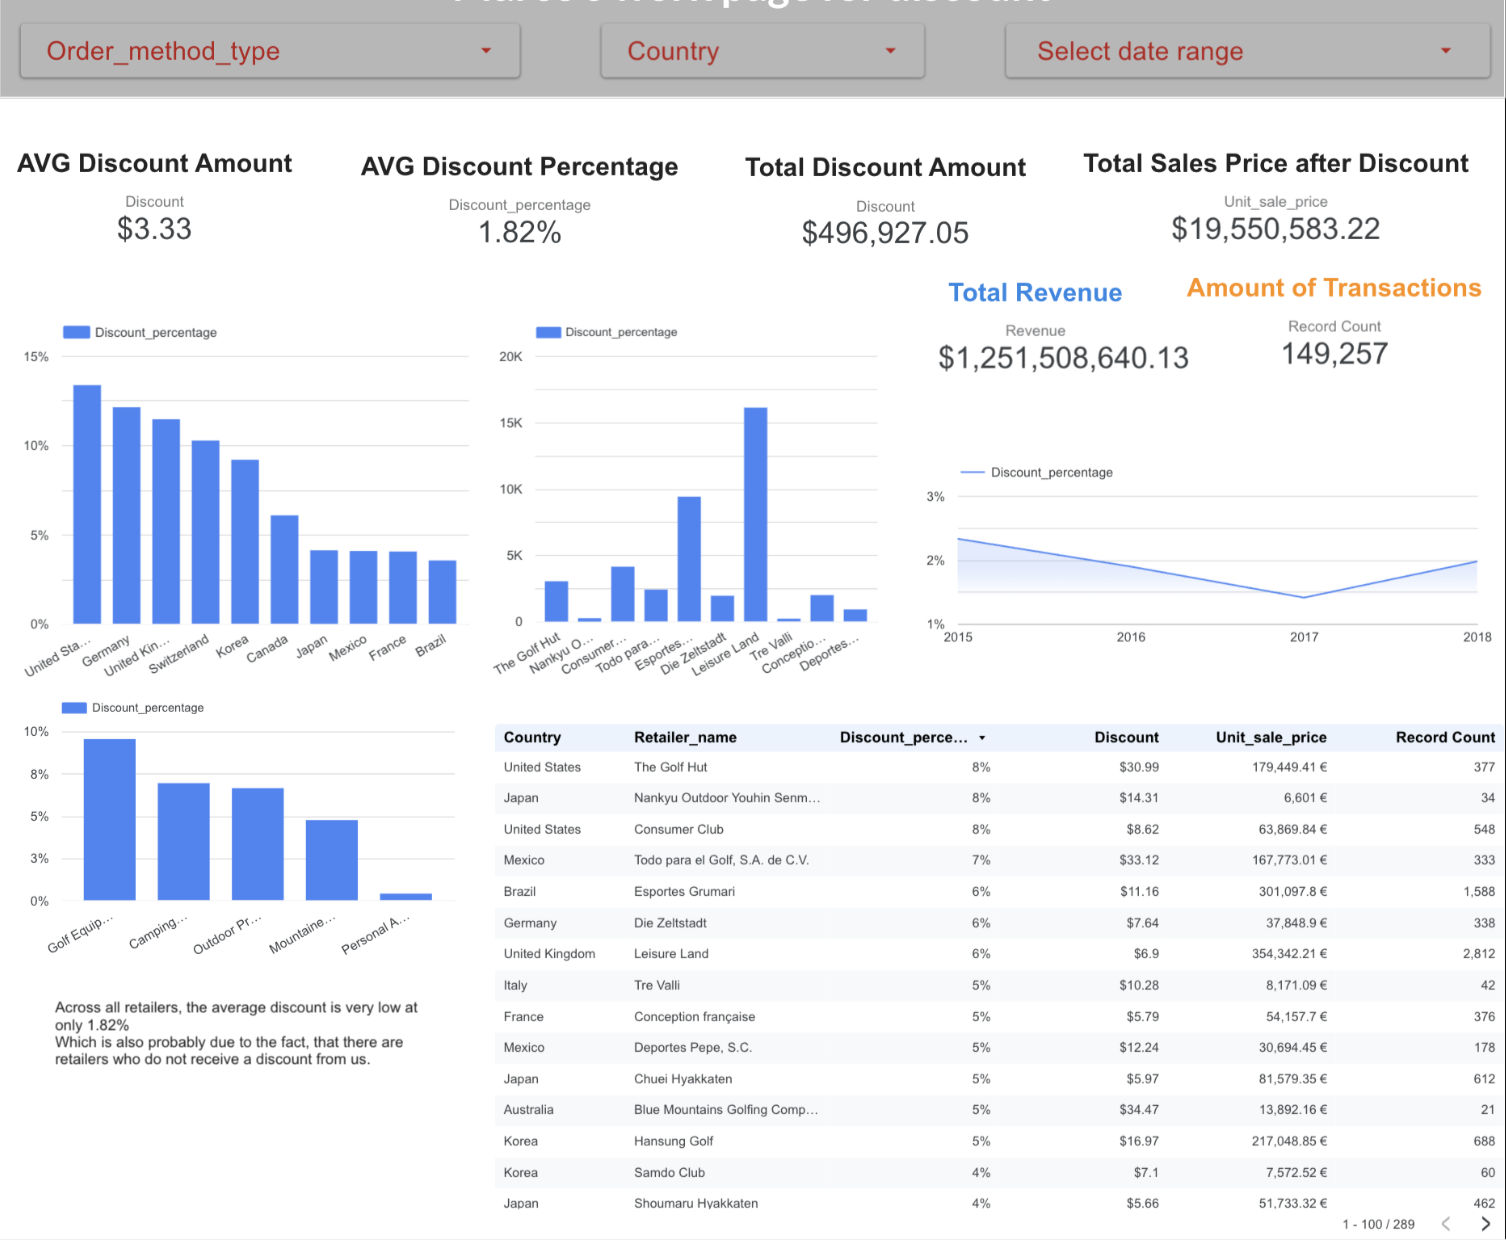 Order_method_type
Country
Select date range
AVG Discount Amount
Discount
$3.33
AVG Discount Percentage
Discount_percentage
1.82%
Total Discount Amount
Discount
$496,927.05
Total Sales Price after Discount
Unit_sale_price
$19,550,583.22
Total Revenue
Revenue
$1,251,508,640.13
Amount of Transactions
Record Count
149,257
Discount_percentage
15%
10%
5%
0%
United Sta...
Germany
United Kin...
Switzerland
Korea
Canada
Japan
Mexico
France
Brazil
Discount_percentage
20K
15K
10K
5K
0
The Golf Hut
Nankyu O...
Consumer...
Todo para...
Esportes...
Die Zeltstadt
Leisure Land
Tre Valli
Conceptio...
Deportes...
Discount_percentage
3%
2%
1%
2015
2016
2017
2018
Discount_percentage
10%
8%
5%
3%
0%
Golf Equip...
Camping...
Outdoor Pr...
Mountaine...
Personal A...
Across all retailers, the average discount is very low at
only 1.82%
Which is also probably due to the fact, that there are
retailers who do not receive a discount from us.
Country Retailer_name Discount_perce... Discount Unit_sale_price Record Count
United States The Golf Hut 8% $30.99 179,449.41 € 377
Japan Nankyu Outdoor Youhin Senm... 8% $14.31 6,601 € 34
United States Consumer Club 8% $8.62 63,869.84 € 548
Mexico Todo para el Golf, S.A. de C.V. 7% $33.12 167,773.01 € 333
Brazil Esportes Grumari 6% $11.16 301,097.8 € 1,588
Germany Die Zeltstadt 6% $7.64 37,848.9 € 338
United Kingdom Leisure Land 6% $6.9 354,342.21 € 2,812
Italy Tre Valli 5% $10.28 8,171.09 € 42
France Conception française 5% $5.79 54,157.7 € 376
Mexico Deportes Pepe, S.C. 5% $12.24 30,694.45 € 178
Japan Chuei Hyakkaten 5% $5.97 81,579.35 € 612
Australia Blue Mountains Golfing Comp... 5% $34.47 13,892.16 € 21
Korea Hansung Golf 5% $16.97 217,048.85 € 688
Korea Samdo Club 4% $7.1 7,572.52 € 60
Japan Shoumaru Hyakkaten 4% $5.66 51,733.32 € 462
1 - 100 / 289